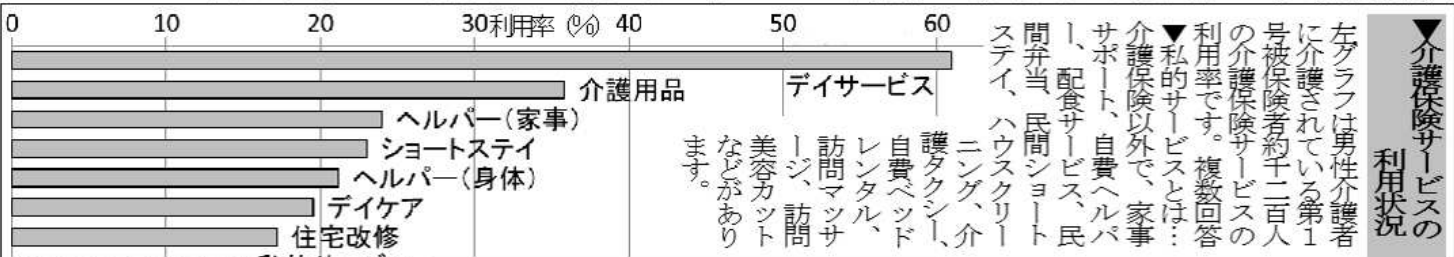 ▼介護保険サービスの
利用状況
左グラフは男性介護者
に介護されている第1
号被保険者約千二百人
の介護保険サービスの
利用率です。複数回答
▼私的サービスとは…
介護保険以外で、家事
サポート、自費ヘルパ
ー、配食サービス、民
間弁当、民間ショート
ステイ、ハウスクリー
ニング、介
護タクシー、
自費ベッド
レンタル、
訪問マッサ
ージ、訪問
美容カット
などがあり
ます。
0 10 20 30 利用率(%) 40 50 60
デイサービス
介護用品
ヘルパー(家事)
ショートステイ
ヘルパー(身体)
デイケア
住宅改修